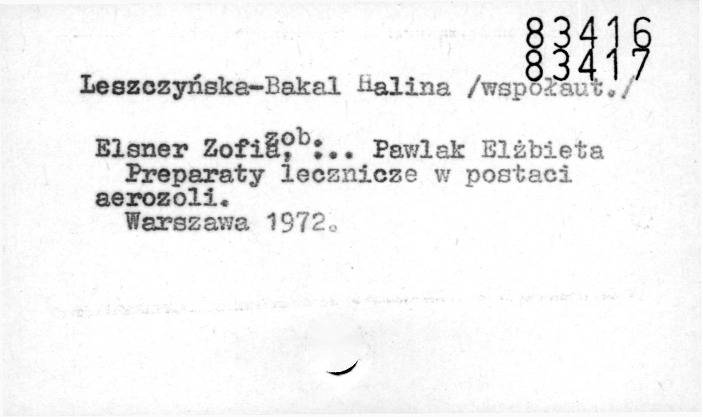 83416
83417
Leszczyńska-Bakal Halina /współaut./
zob.
Elsner Zofia, ... Pawlak Elżbieta
Preparaty lecznicze w postaci
aerozoli.
Warszawa 1972.